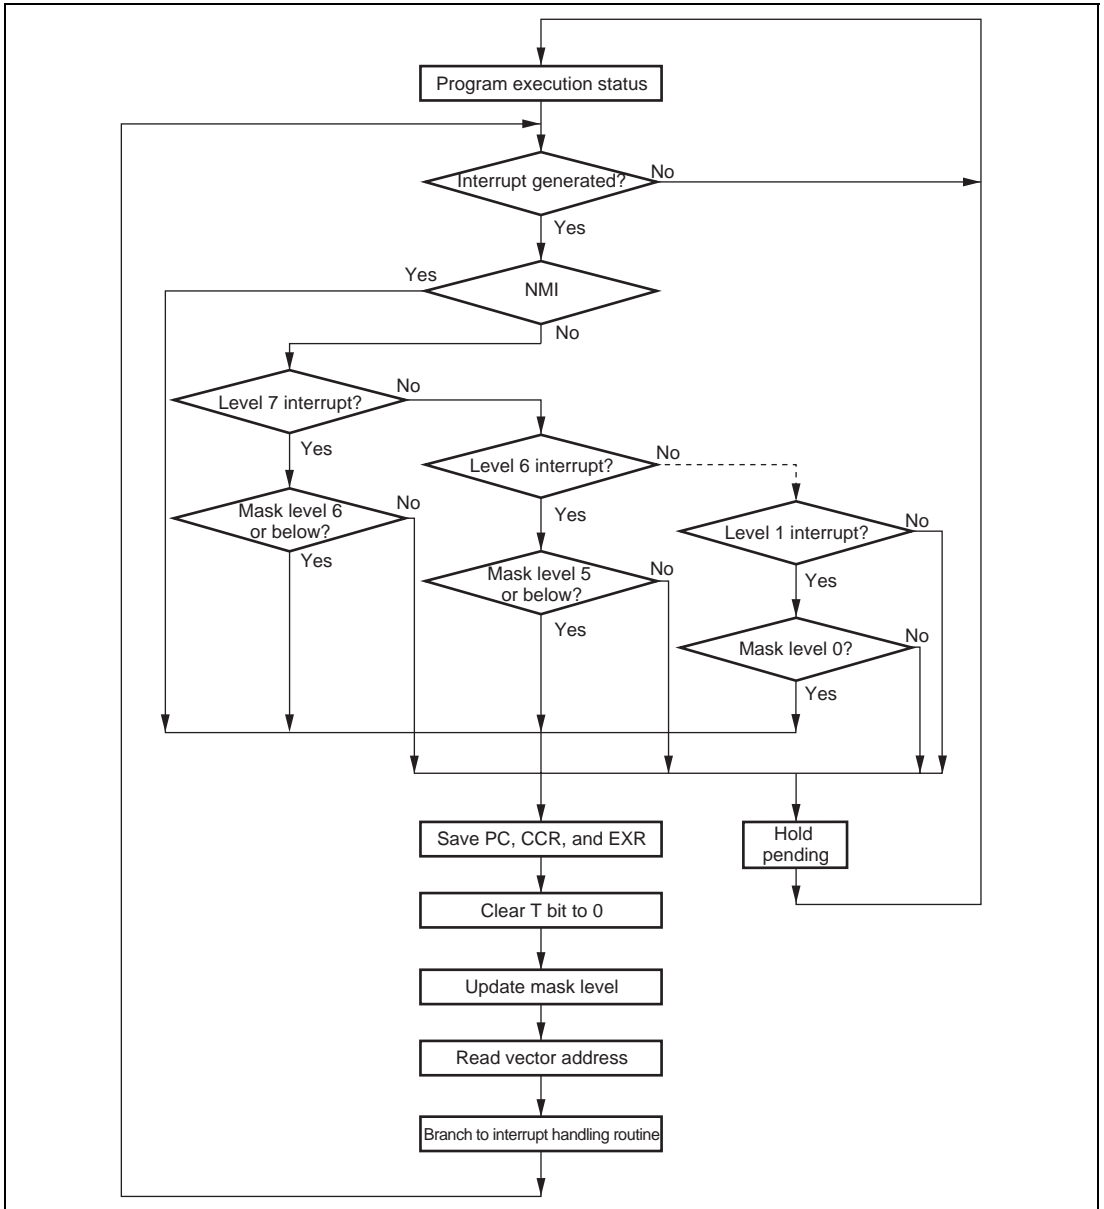 Program execution status
Interrupt generated?
No
Yes
Yes
NMI
No
Level 7 interrupt?
No
Yes
Level 6 interrupt?
No
Mask level 6
or below?
No
Yes
Level 1 interrupt?
No
Yes
Mask level 5
or below?
No
Yes
Yes
Mask level 0?
No
Yes
Save PC, CCR, and EXR
Hold
pending
Clear T bit to 0
Update mask level
Read vector address
Branch to interrupt handling routine